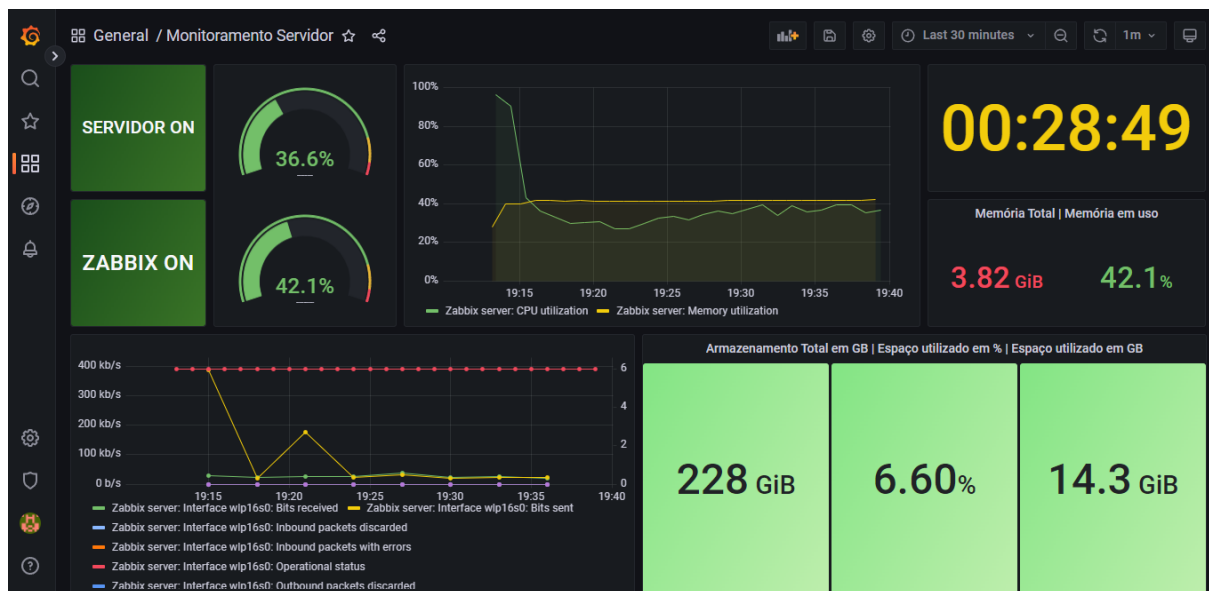 General / Monitoramento Servidor
Last 30 minutes
1m
SERVIDOR ON
36.6%
ZABBIX ON
42.1%
100%
80%
60%
40%
20%
0%
19:15 19:20 19:25 19:30 19:35 19:40
Zabbix server: CPU utilization Zabbix server: Memory utilization
00:28:49
Memória Total | Memória em uso
3.82 GiB 42.1%
400 kb/s 6
300 kb/s 4
200 kb/s 2
100 kb/s
0 b/s 0
19:15 19:20 19:25 19:30 19:35 19:40
Zabbix server: Interface wlp16s0: Bits received Zabbix server: Interface wlp16s0: Bits sent
Zabbix server: Interface wlp16s0: Inbound packets discarded
Zabbix server: Interface wlp16s0: Inbound packets with errors
Zabbix server: Interface wlp16s0: Operational status
Zabbix server: Interface wlp16s0: Outbound packets discarded
Armazenamento Total em GB | Espaço utilizado em % | Espaço utilizado em GB
228 GiB 6.60% 14.3 GiB